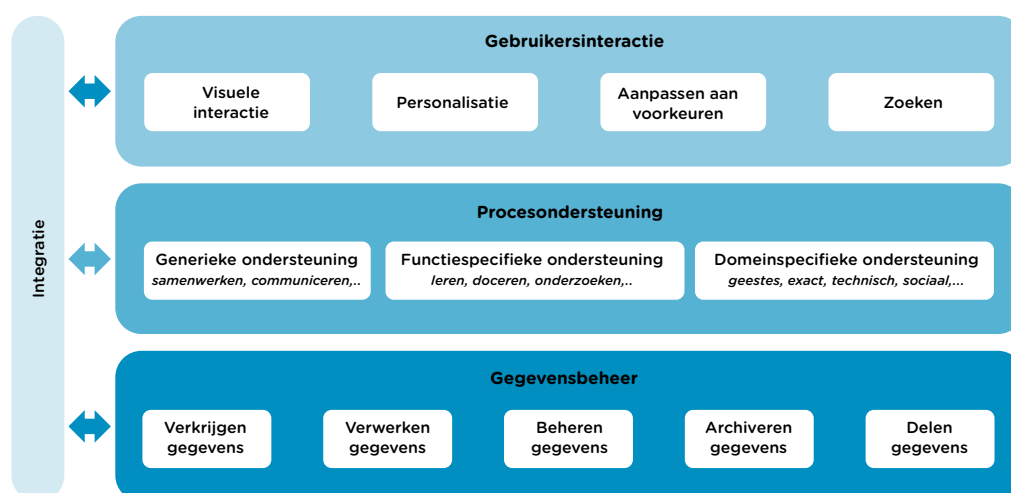 Integratie
Gebruikersinteractie
Visuele
interactie
Personalisatie
Aanpassen aan
voorkeuren
Zoeken
Procesondersteuning
Generieke ondersteuning
samenwerken, communiceren,..
Functiespecifieke ondersteuning
leren, doceren, onderzoeken,..
Domeinspecifieke ondersteuning
geestes, exact, technisch, sociaal,...
Gegevensbeheer
Verkrijgen
gegevens
Verwerken
gegevens
Beheren
gegevens
Archiveren
gegevens
Delen
gegevens